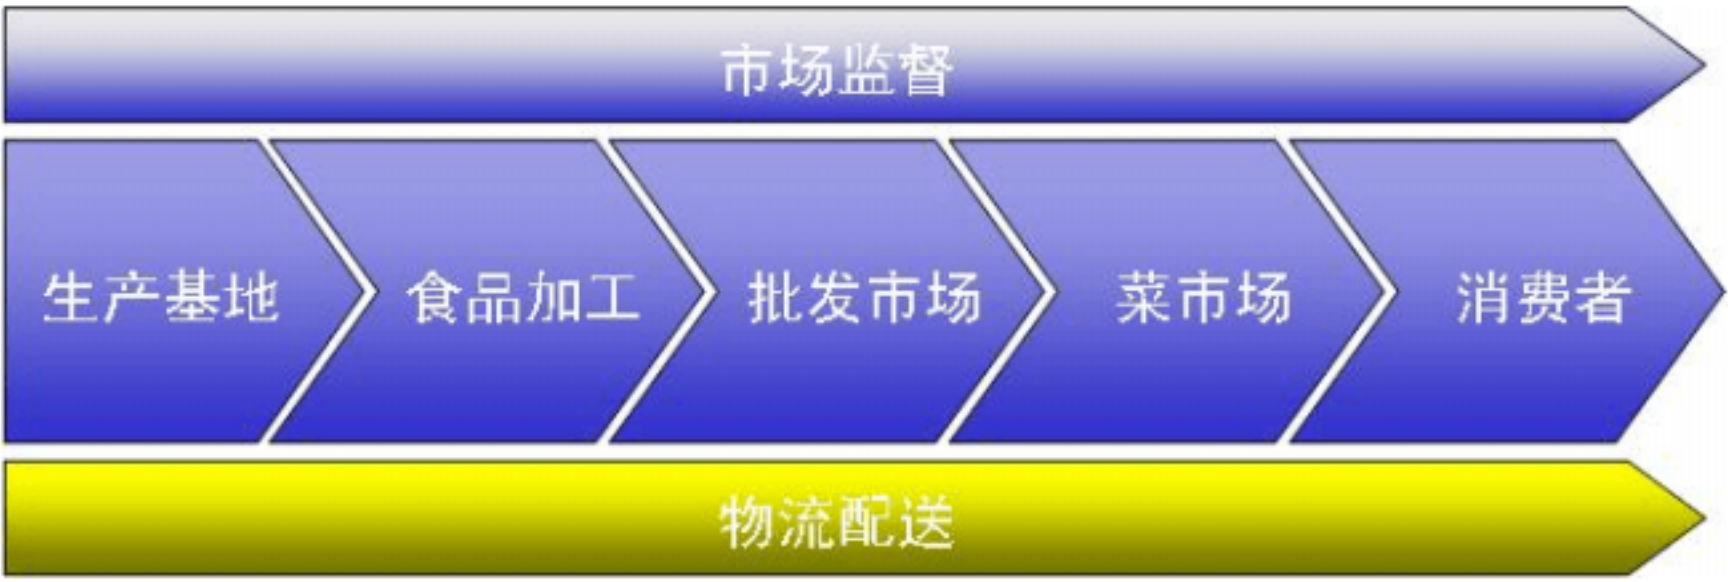 市场监督
生产基地
食品加工
批发市场
菜市场
消费者
物流配送